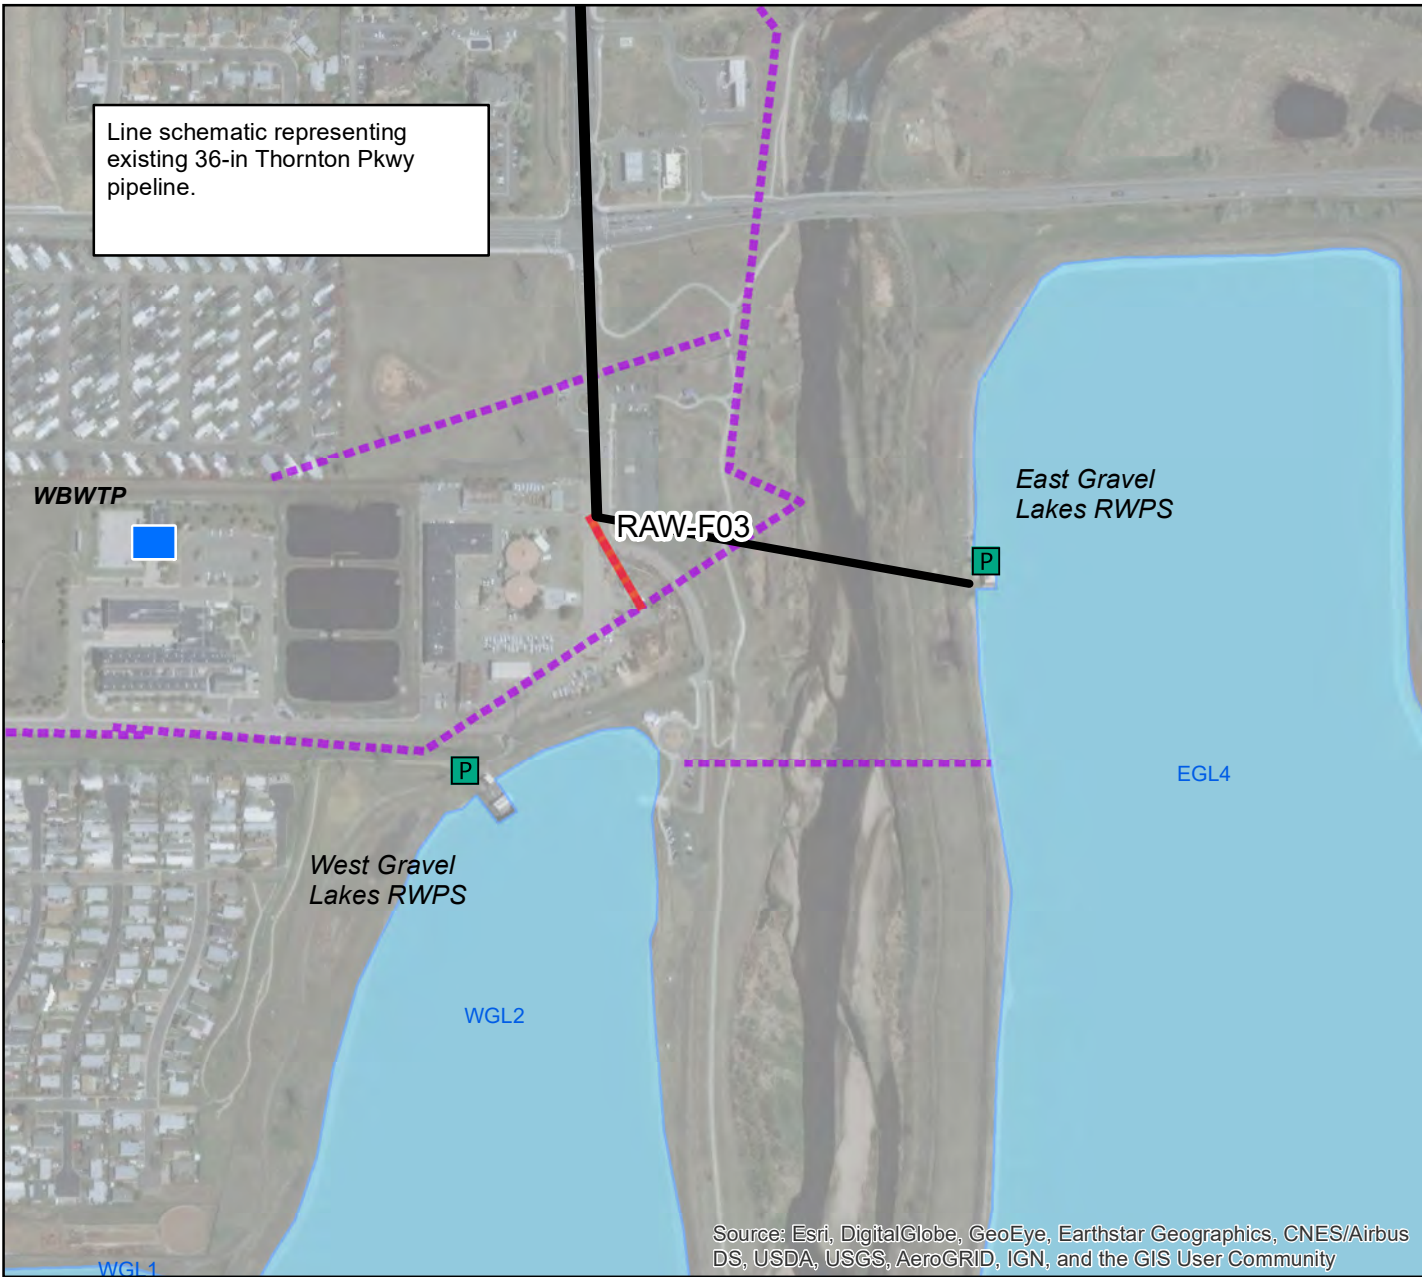 Line schematic representing
existing 36-in Thornton Pkwy
pipeline.
WBWTP
East Gravel
Lakes RWPS
RAW-F03
P
P
EGL4
West Gravel
Lakes RWPS
WGL2
Source: Esri, DigitalGlobe, GeoEye, Earthstar Geographics, CNES/Airbus
DS, USDA, USGS, AeroGRID, IGN, and the GIS User Community
WGL1